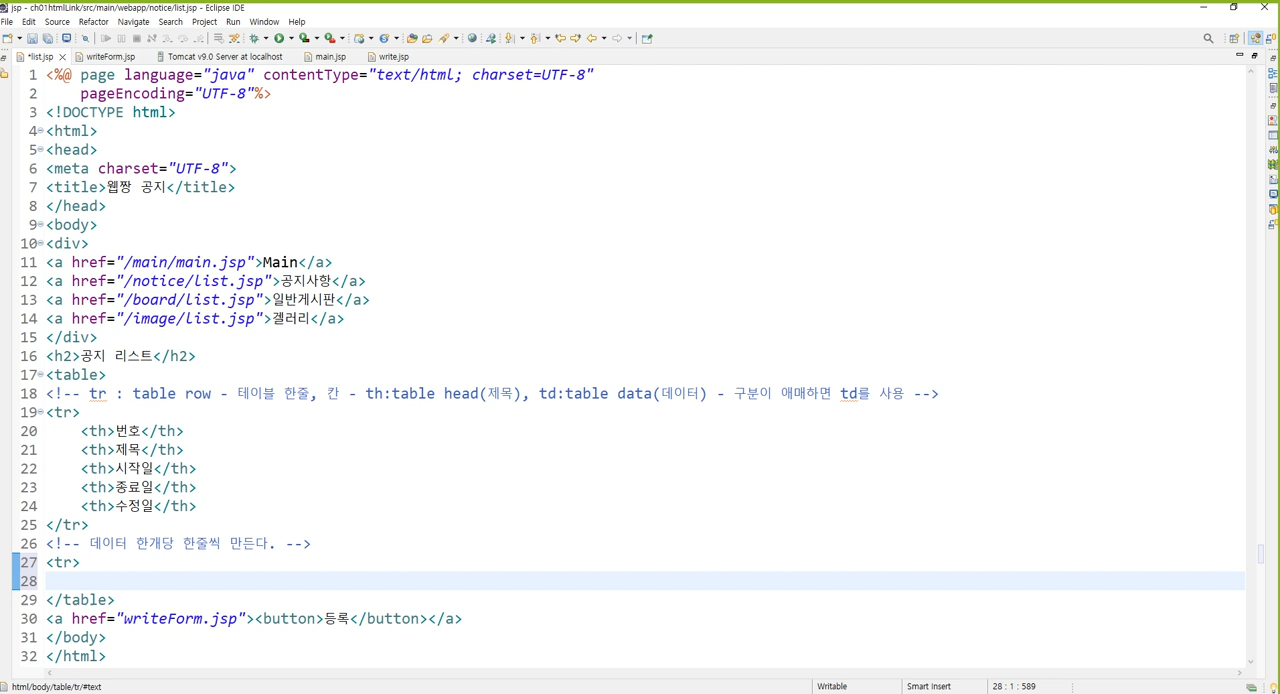 jsp - ch01htmlLink/src/main/webapp/notice/list.jsp - Eclipse IDE
File Edit Source Refactor Navigate Search Project Run Window Help
*list.jsp writeForm.jsp Tomcat v9.0 Server at localhost main.jsp write.jsp
1 <%@ page language="java" contentType="text/html; charset=UTF-8"
2 pageEncoding="UTF-8"%>
3 <!DOCTYPE html>
4 <html>
5 <head>
6 <meta charset="UTF-8">
7 <title>웹짱 공지</title>
8 </head>
9 <body>
10 <div>
11 <a href="/main/main.jsp">Main</a>
12 <a href="/notice/list.jsp">공지사항</a>
13 <a href="/board/list.jsp">일반게시판</a>
14 <a href="/image/list.jsp">겔러리</a>
15 </div>
16 <h2>공지 리스트</h2>
17 <table>
18 <!-- tr : table row - 테이블 한줄, 칸 - th:table head(제목), td:table data(데이터) - 구분이 애매하면 td를 사용 -->
19 <tr>
20 <th>번호</th>
21 <th>제목</th>
22 <th>시작일</th>
23 <th>종료일</th>
24 <th>수정일</th>
25 </tr>
26 <!-- 데이터 한개당 한줄씩 만든다. -->
27 <tr>
28
29 </table>
30 <a href="writeForm.jsp"><button>등록</button></a>
31 </body>
32 </html>
html/body/table/tr/#text Writable Smart Insert 28 : 1 : 589